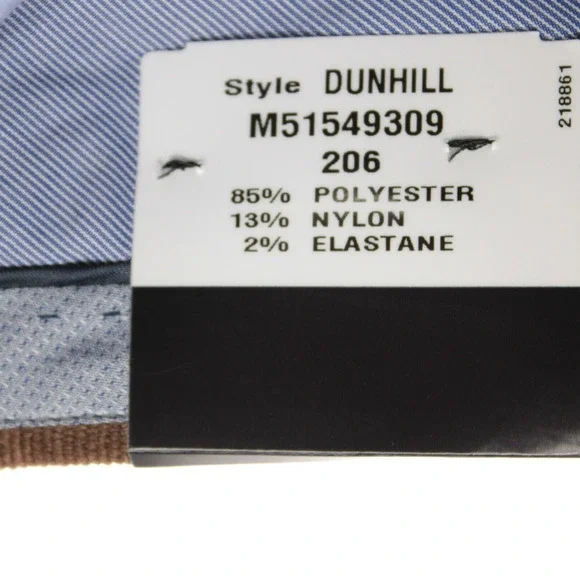 Style DUNHILL
M51549309
206
85% POLYESTER
13% NYLON
2% ELASTANE
218861